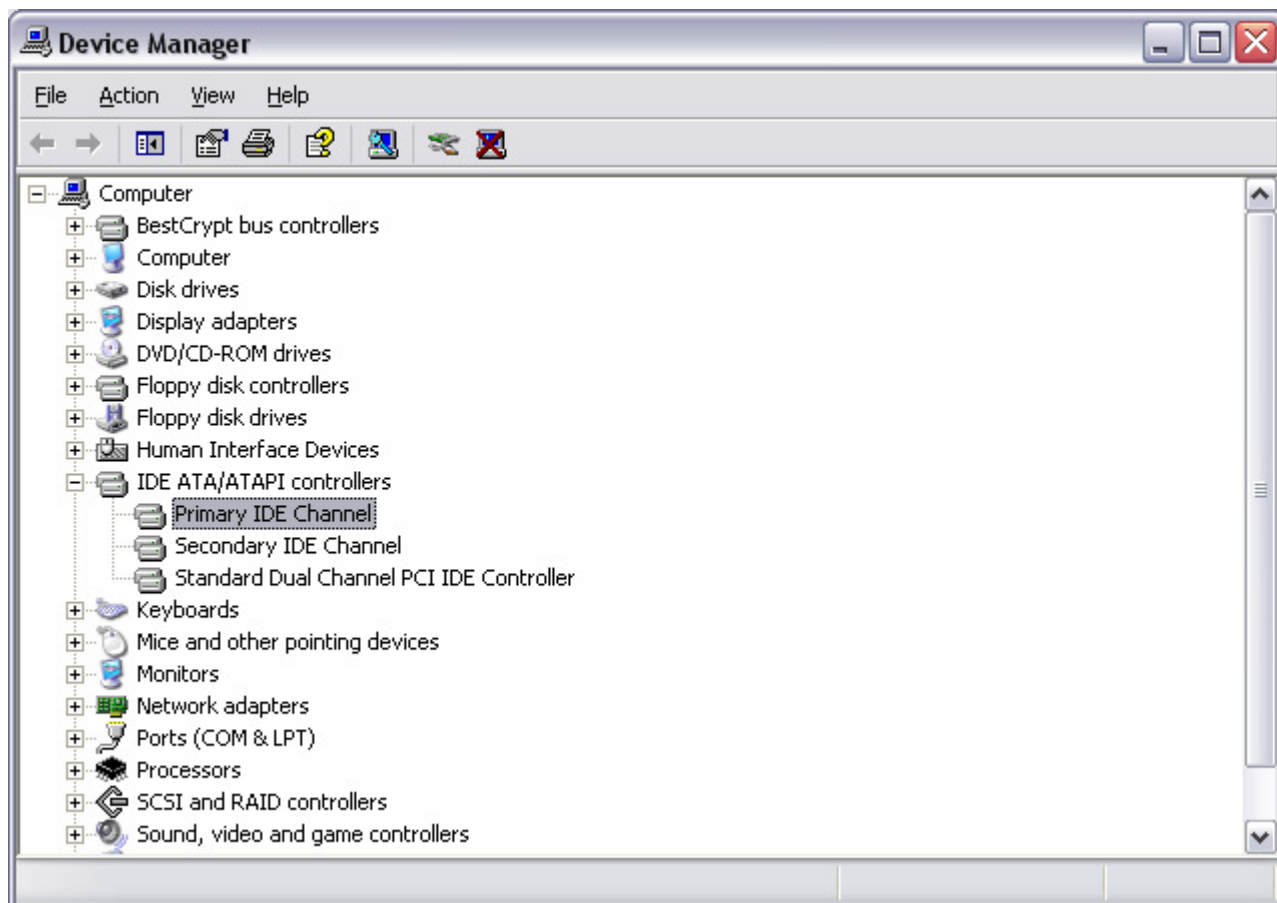 Device Manager
File Action View Help
Computer
BestCrypt bus controllers
Computer
Disk drives
Display adapters
DVD/CD-ROM drives
Floppy disk controllers
Floppy disk drives
Human Interface Devices
IDE ATA/ATAPI controllers
Primary IDE Channel
Secondary IDE Channel
Standard Dual Channel PCI IDE Controller
Keyboards
Mice and other pointing devices
Monitors
Network adapters
Ports (COM & LPT)
Processors
SCSI and RAID controllers
Sound, video and game controllers